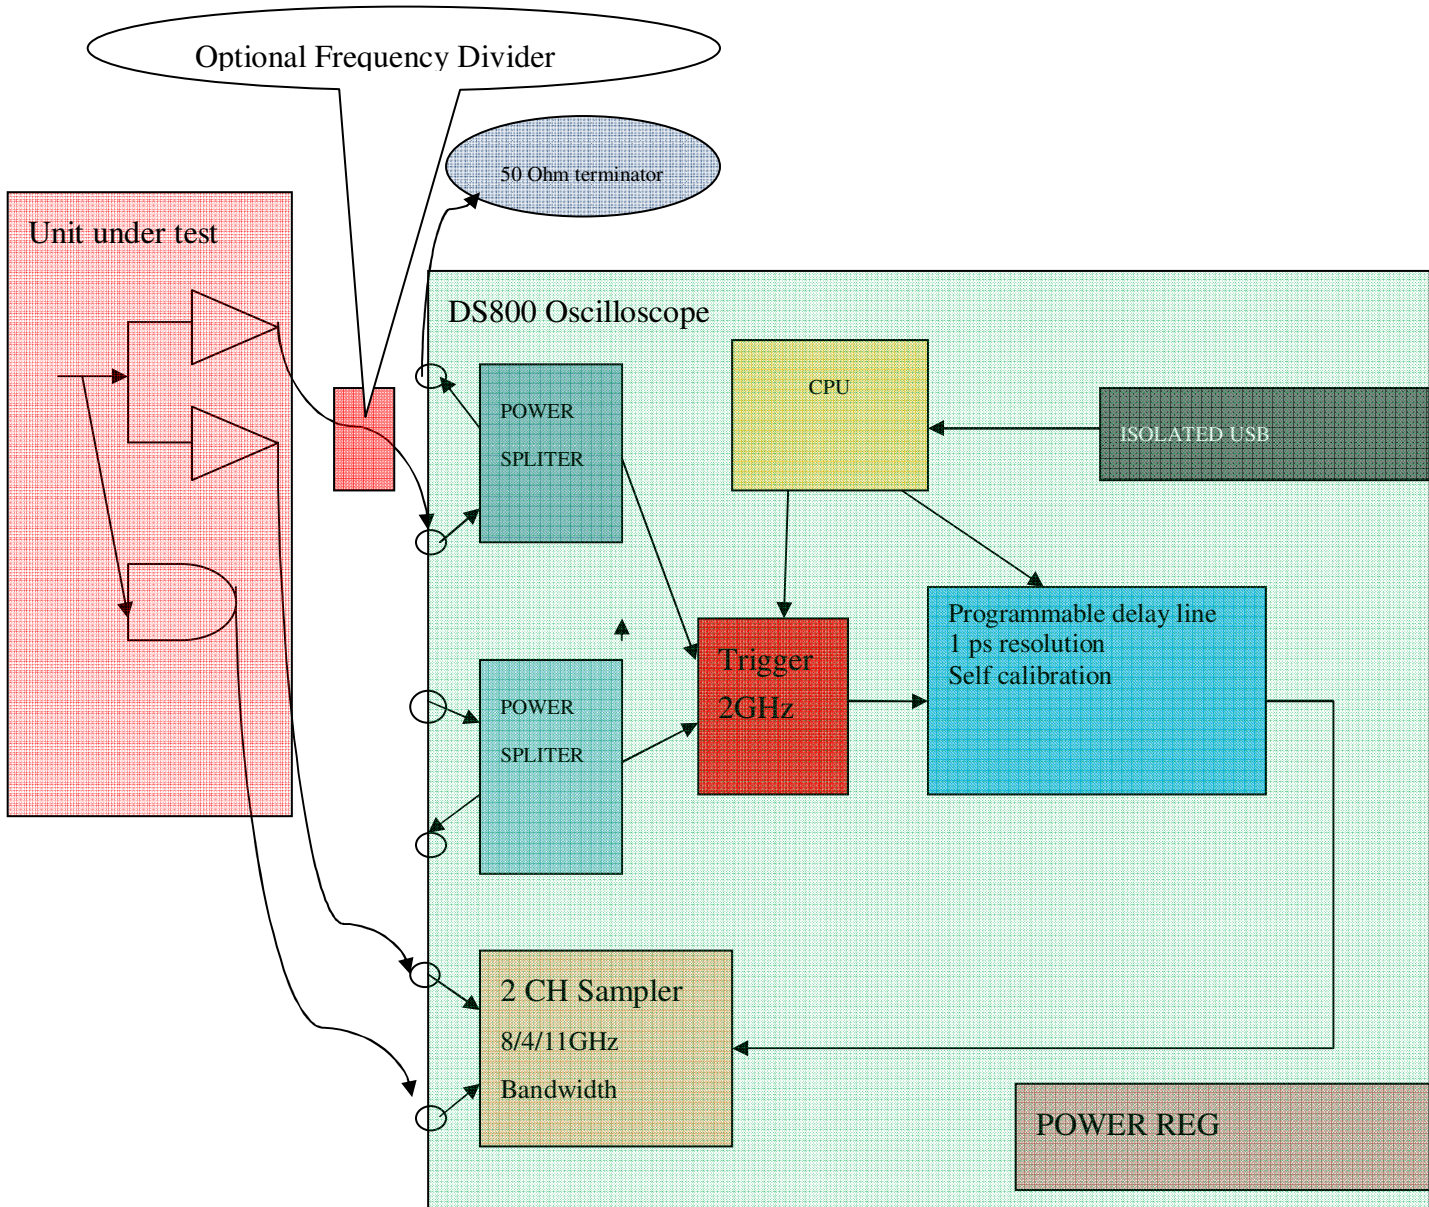 Optional Frequency Divider
50 Ohm terminator
Unit under test
DS800 Oscilloscope
POWER
SPLITER
CPU
ISOLATED USB
Programmable delay line
1 ps resolution
Self calibration
Trigger
2GHz
POWER
SPLITER
2 CH Sampler
8/4/11GHz
Bandwidth
POWER REG